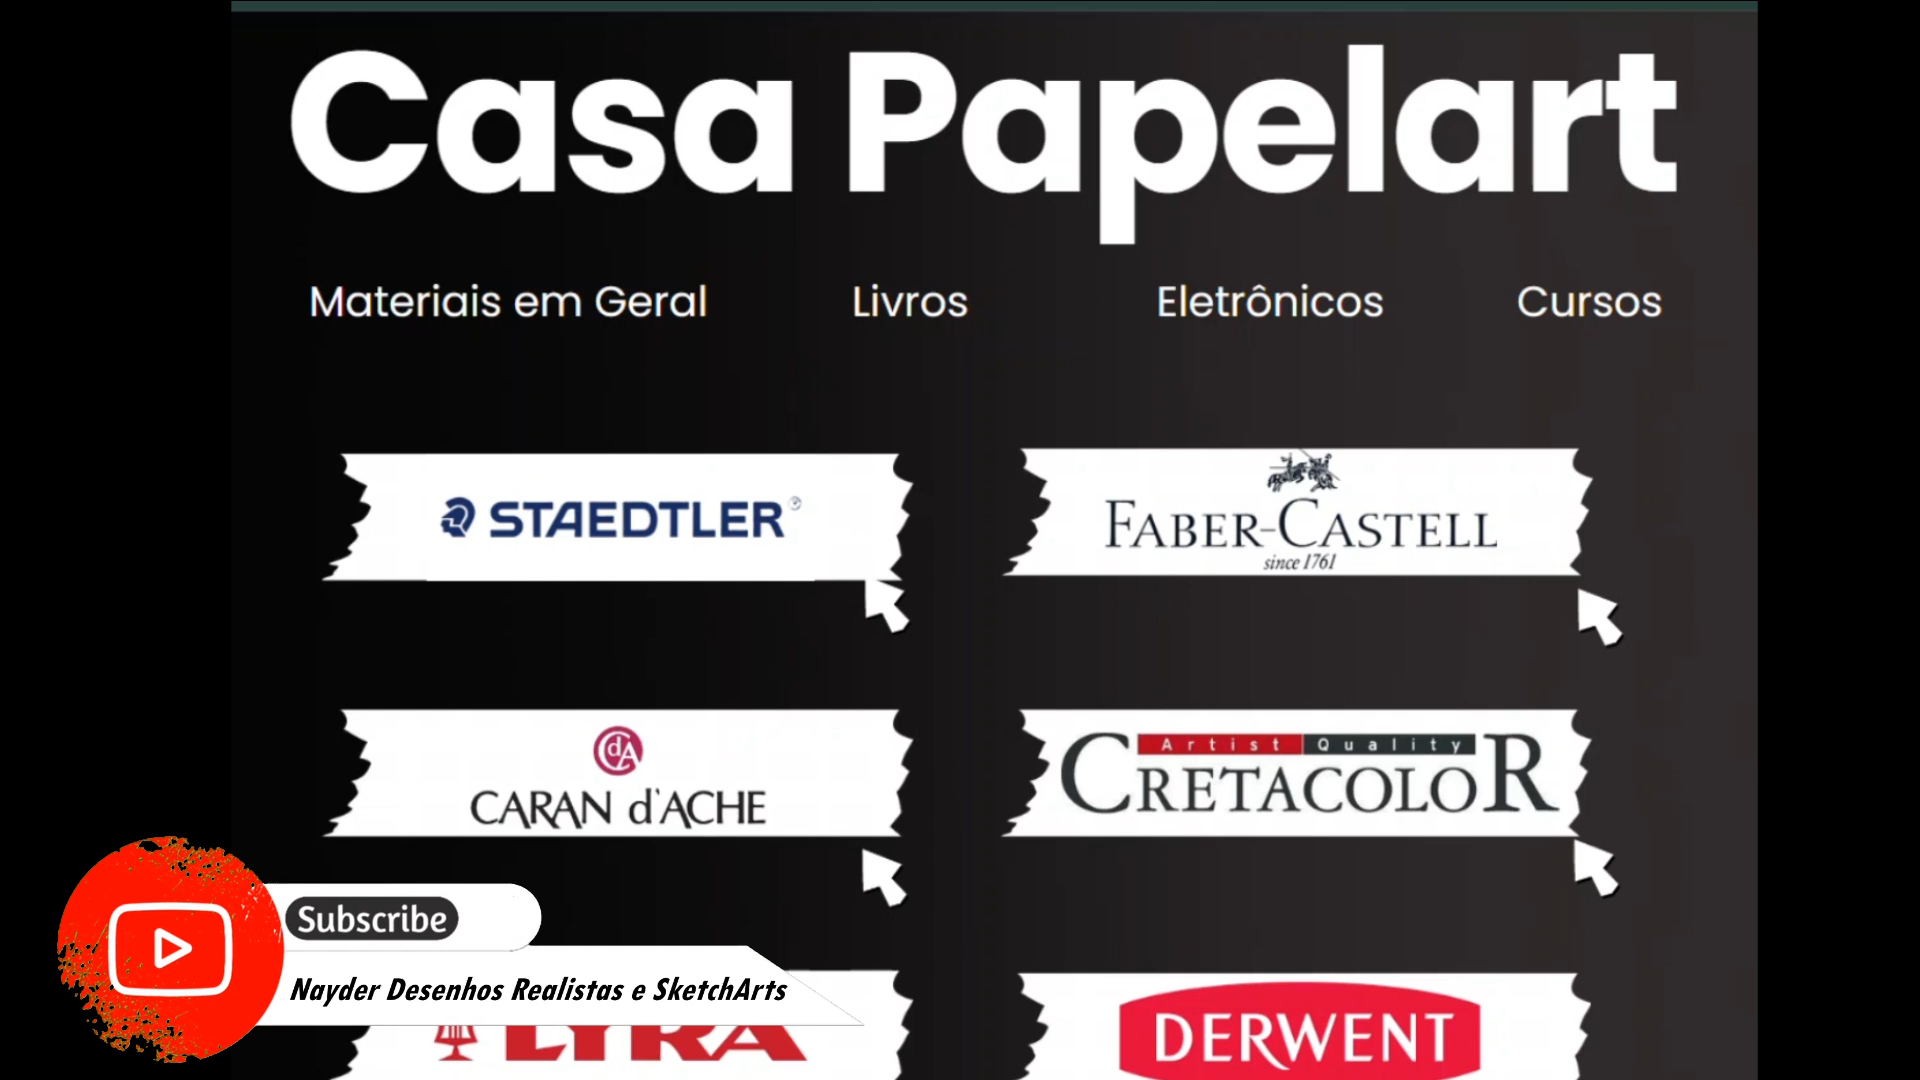 Casa Papelart
Materiais em Geral
Livros
Eletrônicos
Cursos
STAEDTLER
FABER-CASTELL
since 1761
CdA
CARAN d'ACHE
Artist Quality
CRETACOLOR
Subscribe
Nayder Desenhos Realistas e SketchArts
LYRA
DERWENT